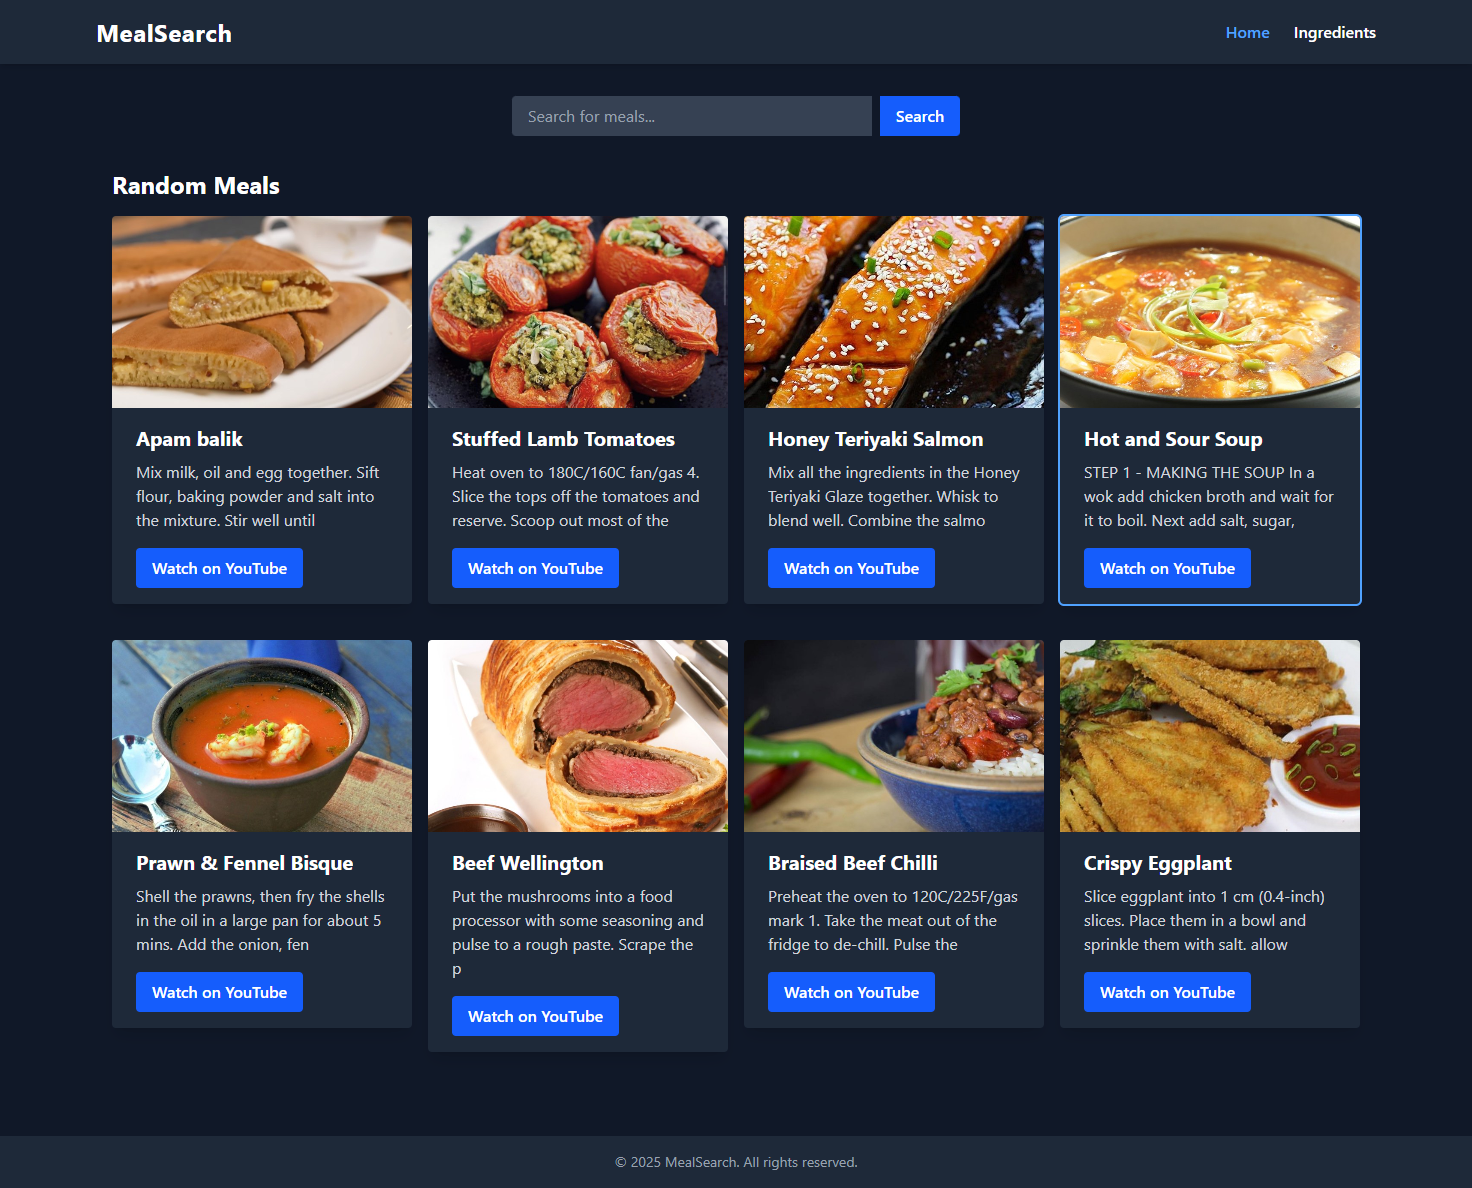 MealSearch
Home
Ingredients
Search for meals...
Search
Random Meals
Apam balik
Mix milk, oil and egg together. Sift
flour, baking powder and salt into
the mixture. Stir well until
Watch on YouTube
Stuffed Lamb Tomatoes
Heat oven to 180C/160C fan/gas 4.
Slice the tops off the tomatoes and
reserve. Scoop out most of the
Watch on YouTube
Honey Teriyaki Salmon
Mix all the ingredients in the Honey
Teriyaki Glaze together. Whisk to
blend well. Combine the salmo
Watch on YouTube
Hot and Sour Soup
STEP 1 - MAKING THE SOUP In a
wok add chicken broth and wait for
it to boil. Next add salt, sugar,
Watch on YouTube
Prawn & Fennel Bisque
Shell the prawns, then fry the shells
in the oil in a large pan for about 5
mins. Add the onion, fen
Watch on YouTube
Beef Wellington
Put the mushrooms into a food
processor with some seasoning and
pulse to a rough paste. Scrape the
p
Watch on YouTube
Braised Beef Chilli
Preheat the oven to 120C/225F/gas
mark 1. Take the meat out of the
fridge to de-chill. Pulse the
Watch on YouTube
Crispy Eggplant
Slice eggplant into 1 cm (0.4-inch)
slices. Place them in a bowl and
sprinkle them with salt. allow
Watch on YouTube
© 2025 MealSearch. All rights reserved.